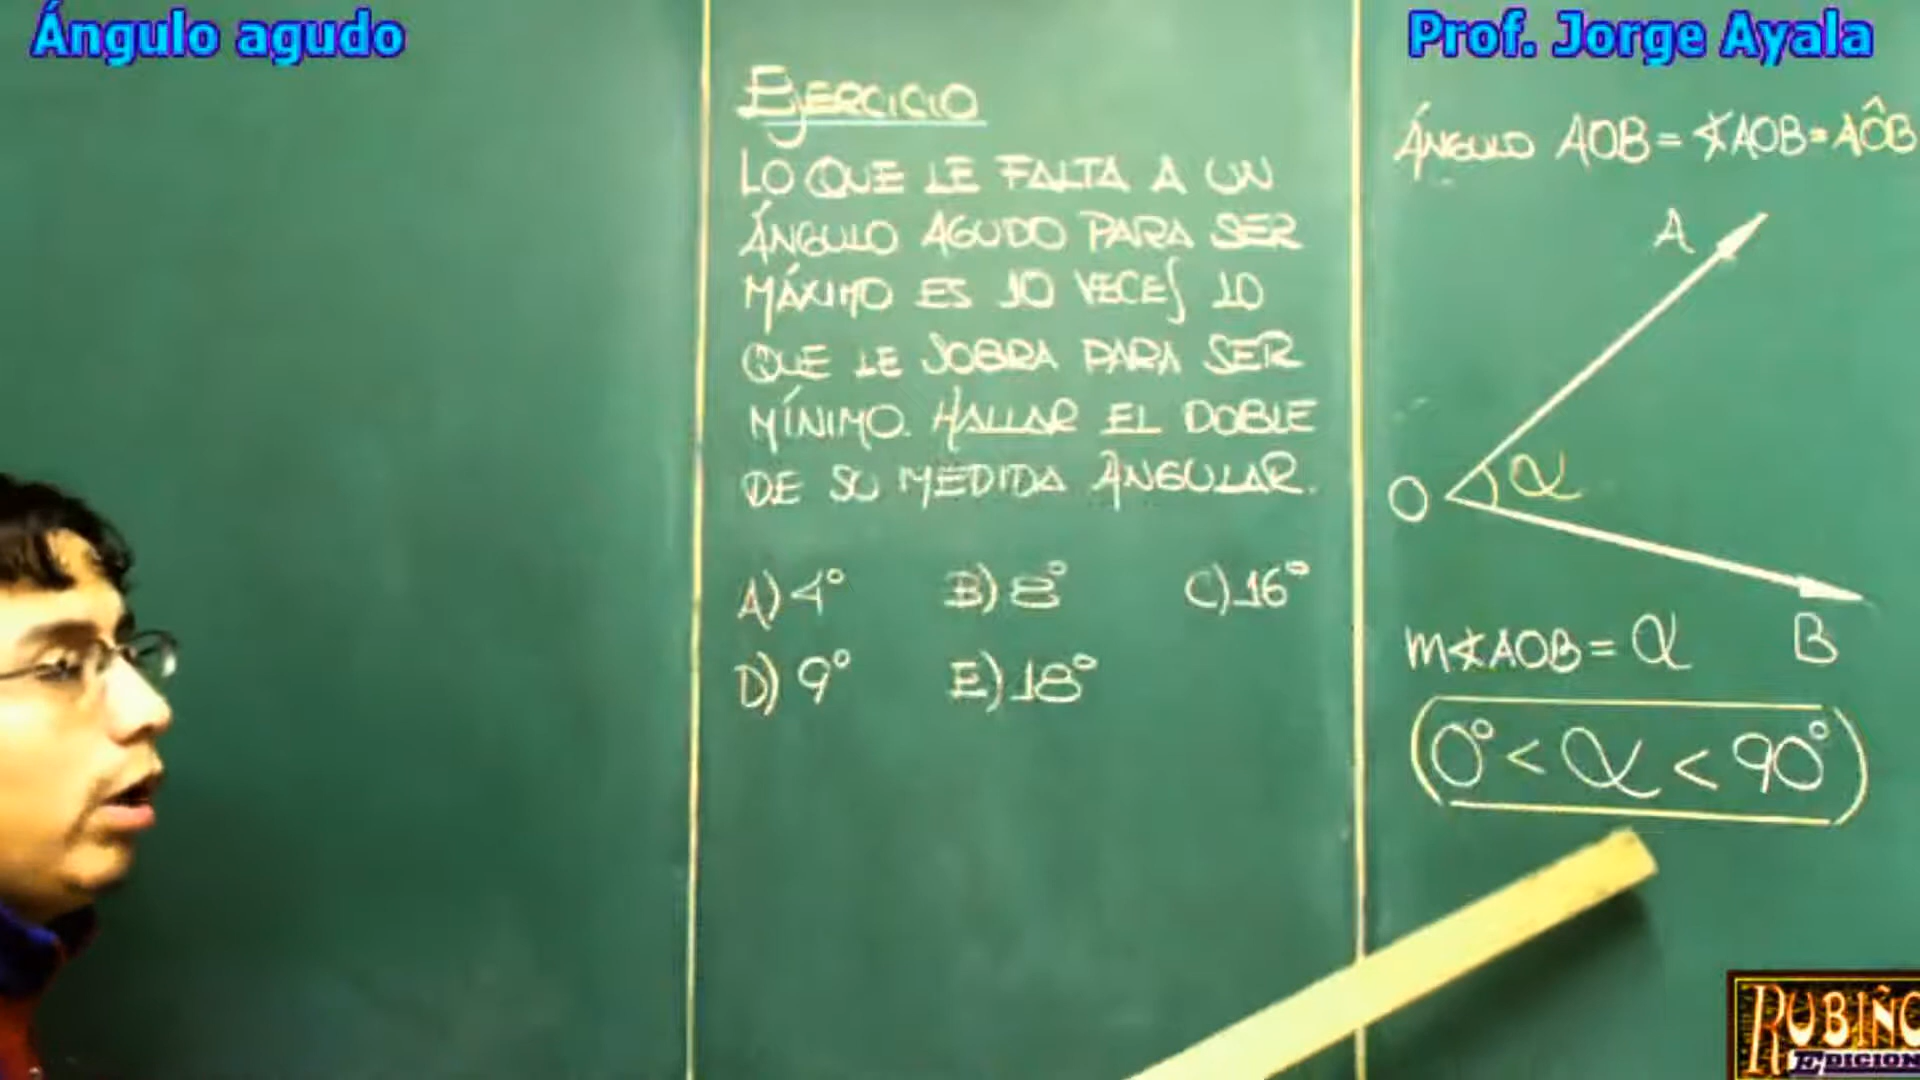 Ángulo agudo
Prof. Jorge Ayala
EJERCICIO
LO QUE LE FALTA A UN
ÁNGULO AGUDO PARA SER
MÁXIMO ES 10 VECES LO
QUE LE SOBRA PARA SER
MÍNIMO. HALLAR EL DOBLE
DE SU MEDIDA ANGULAR.
A) 4° B) 8° C) 16°
D) 9° E) 18°
ÁNGULO AOB = ∢AOB = AÔB
A
O α
B
m∢AOB = α
0° < α < 90°
RUBIÑO
EDICION